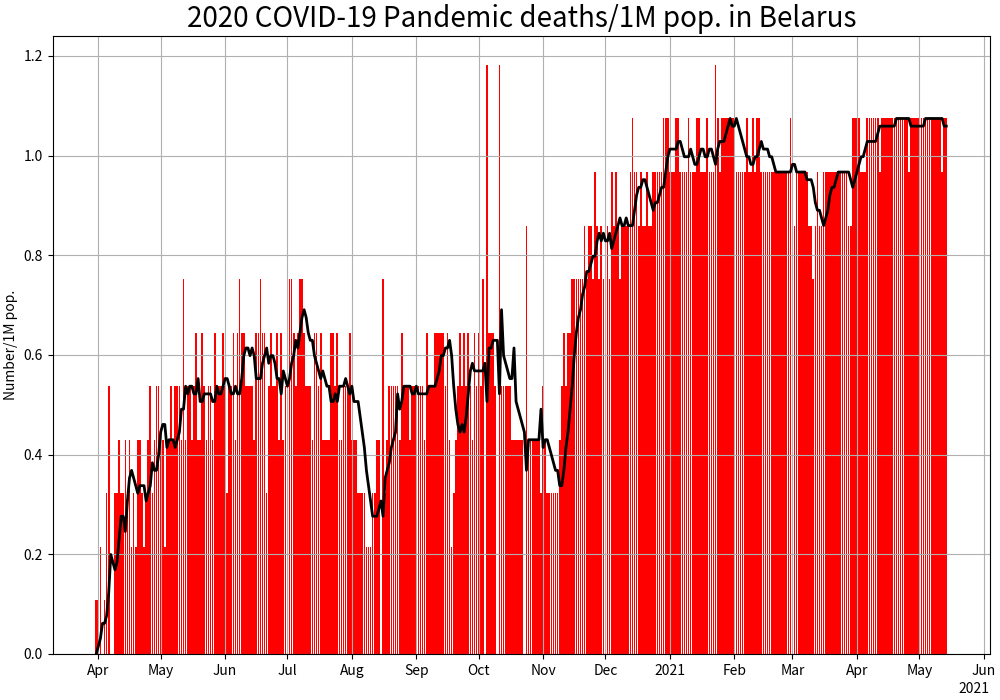 2020 COVID-19 Pandemic deaths/1M pop. in Belarus
Number/1M pop.
1.2
1.0
0.8
0.6
0.4
0.2
0.0
Apr May Jun Jul Aug Sep Oct Nov Dec 2021 Feb Mar Apr May Jun
2021